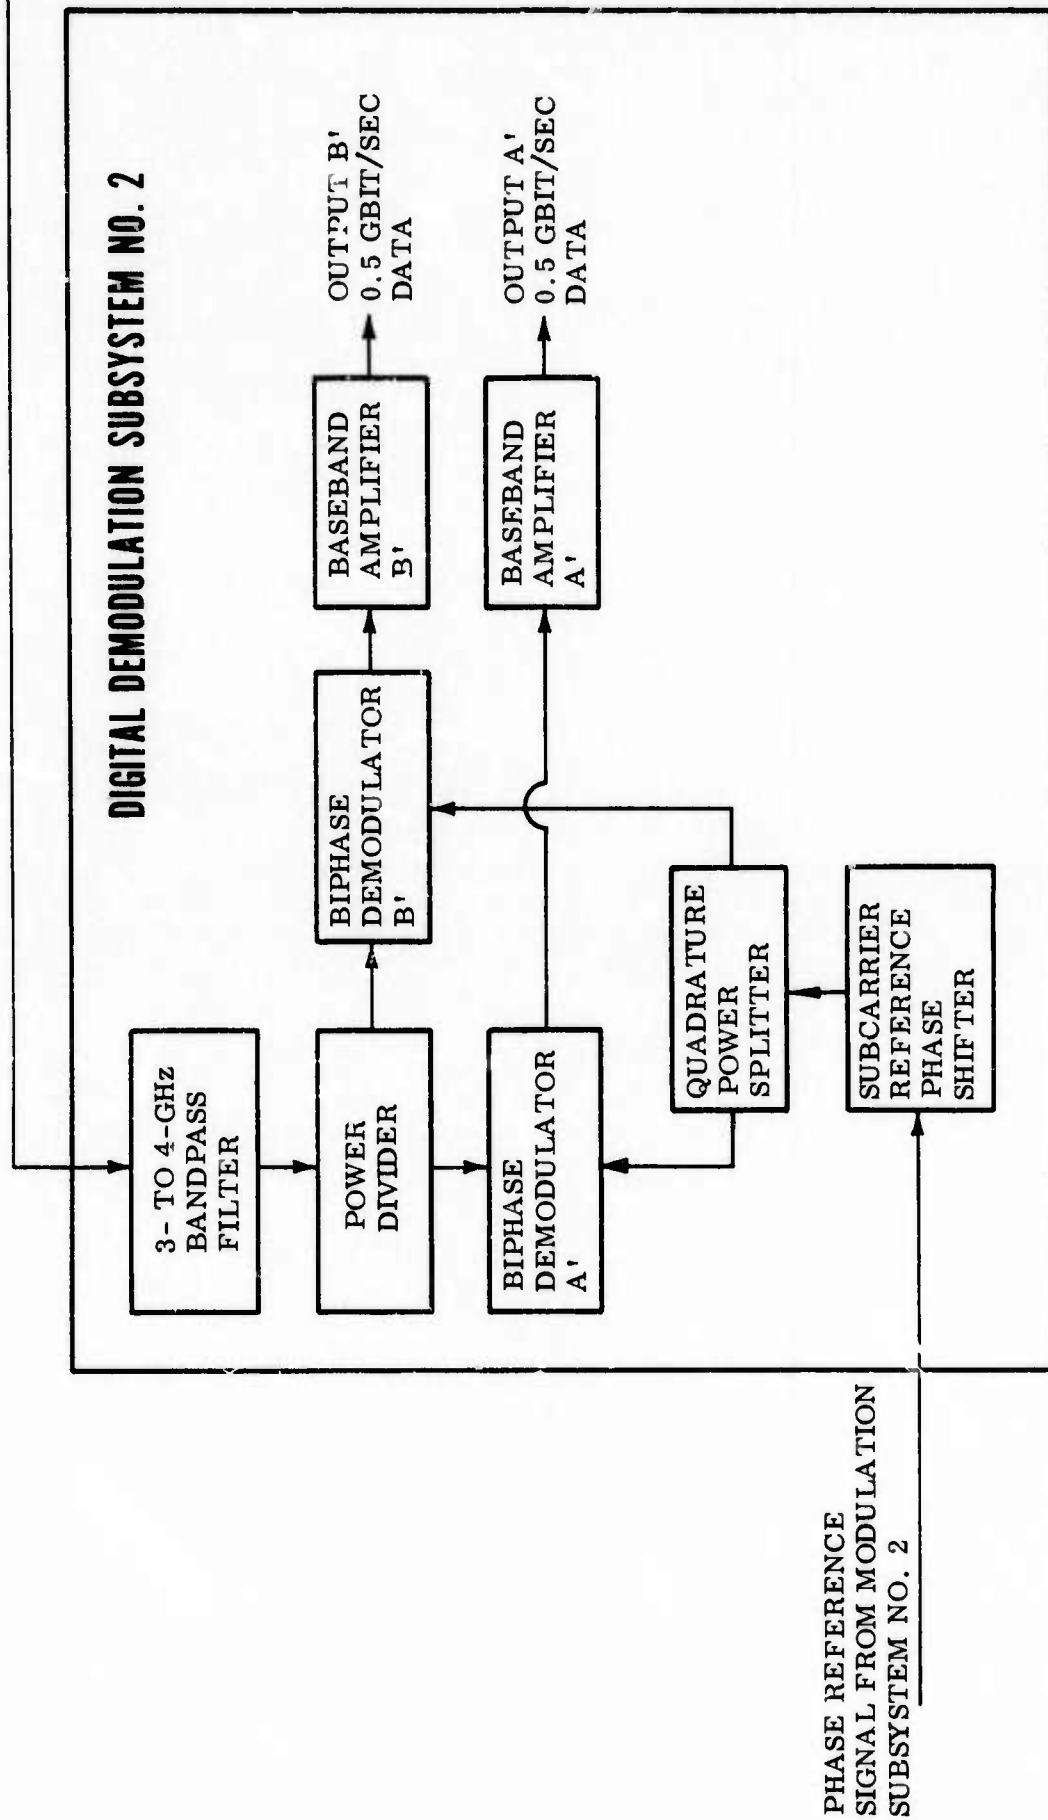 DIGITAL DEMODULATION SUBSYSTEM NO. 2
3- TO 4-GHz
BANDPASS
FILTER
POWER
DIVIDER
BIPHASE
DEMODULATOR
B'
BASEBAND
AMPLIFIER
B'
OUTPUT B'
0.5 GBIT/SEC
DATA
BIPHASE
DEMODULATOR
A'
BASEBAND
AMPLIFIER
A'
OUTPUT A'
0.5 GBIT/SEC
DATA
QUADRATURE
POWER
SPLITTER
SUBCARRIER
REFERENCE
PHASE
SHIFTER
PHASE REFERENCE
SIGNAL FROM MODULATION
SUBSYSTEM NO. 2